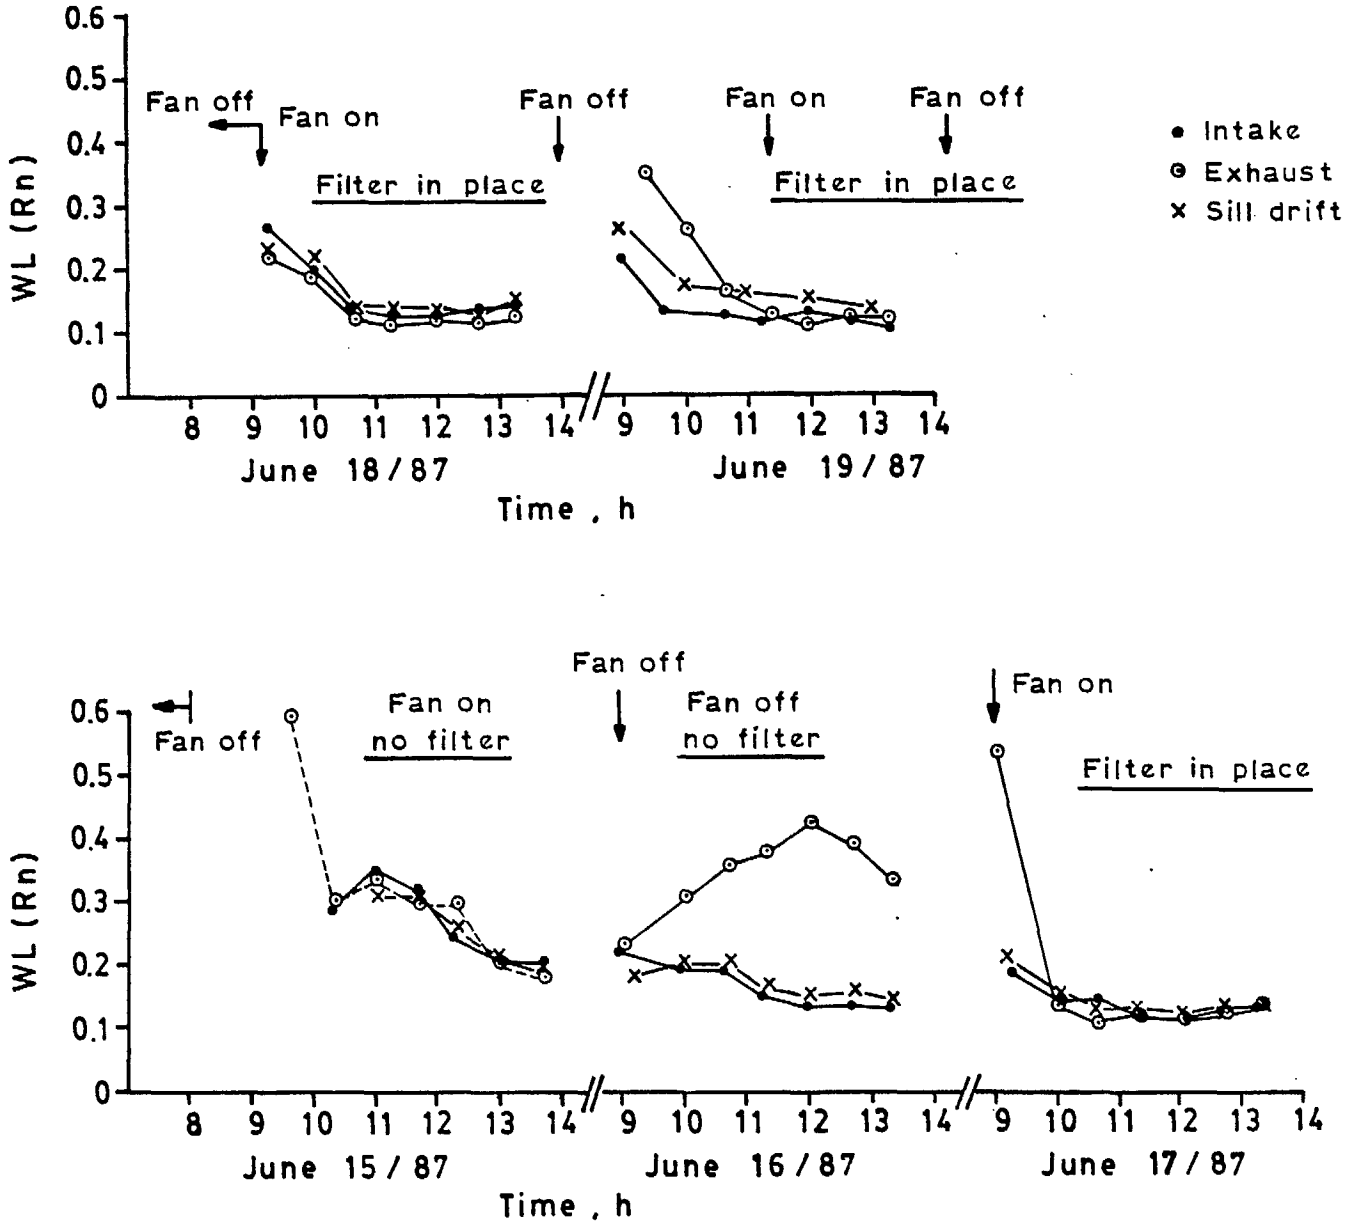 0.6
0.5
0.4
0.3
0.2
0.1
0
WL (Rn)
Fan off
Fan on
Filter in place
Fan off
Fan on
Fan off
Filter in place
Intake
Exhaust
Sill drift
8 9 10 11 12 13 14 9 10 11 12 13 14
June 18/87 June 19/87
Time, h
Fan off
0.6
0.5
0.4
0.3
0.2
0.1
0
WL (Rn)
Fan off
Fan on
no filter
Fan off
no filter
Fan on
Filter in place
8 9 10 11 12 13 14 9 10 11 12 13 14 9 10 11 12 13 14
June 15/87 June 16/87 June 17/87
Time, h